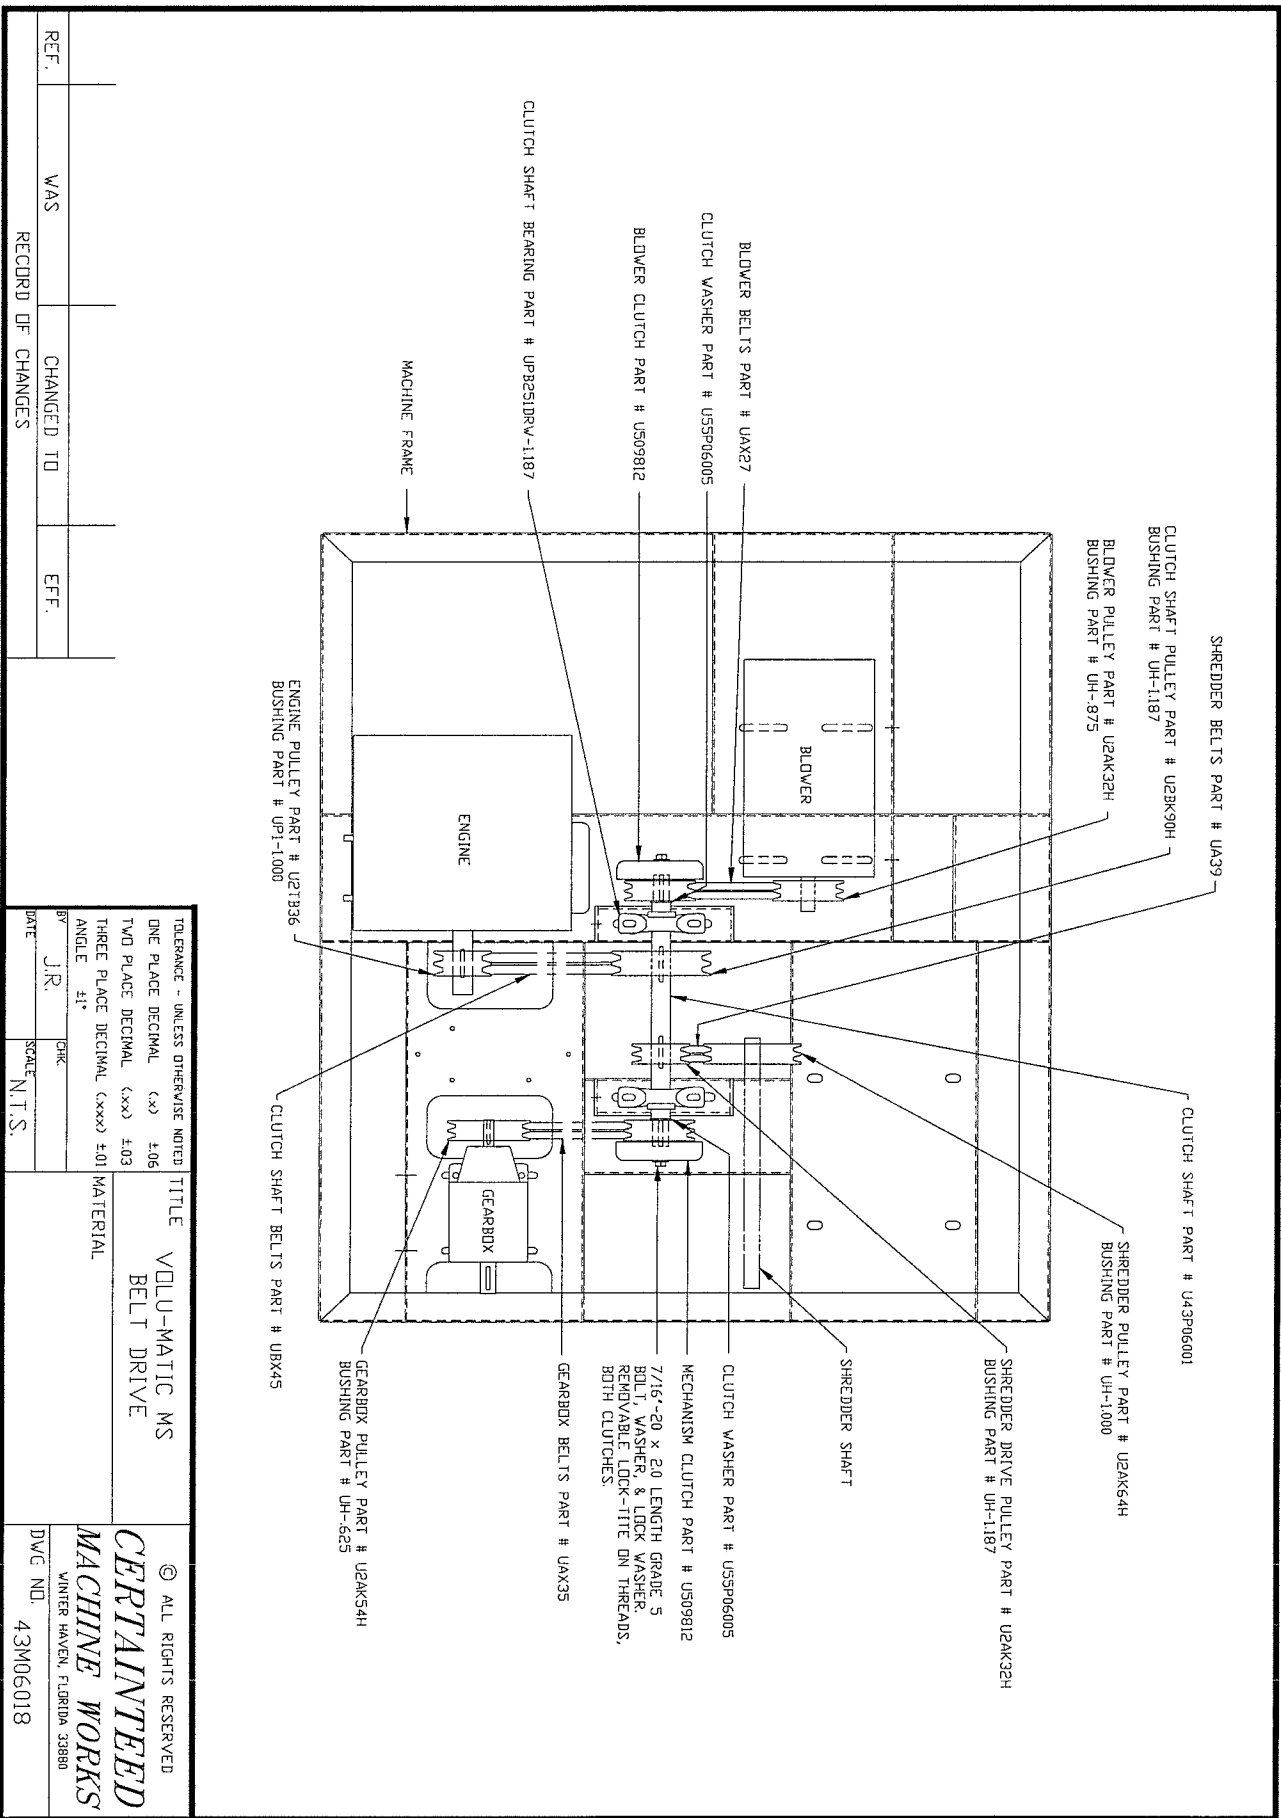 SHREDDER BELTS PART # UA39
CLUTCH SHAFT PULLEY PART # U2BK90H
BUSHING PART # UH-1.187
BLOWER PULLEY PART # U2AK32H
BUSHING PART # UH-.875
BLOWER BELTS PART # UAX27
CLUTCH WASHER PART # U55P06005
BLOWER CLUTCH PART # U509812
CLUTCH SHAFT BEARING PART # UPB251DRW-1.187
MACHINE FRAME
ENGINE PULLEY PART # U2TB36
BUSHING PART # UP1-1.000
BLOWER
ENGINE
GEARBOX
CLUTCH SHAFT PART # U43P06001
SHREDDER PULLEY PART # U2AK64H
BUSHING PART # UH-1.000
SHREDDER DRIVE PULLEY PART # U2AK32H
BUSHING PART # UH-1.187
SHREDDER SHAFT
CLUTCH WASHER PART # U55P06005
MECHANISM CLUTCH PART # U509812
7/16"-20 x 2.0 LENGTH GRADE 5
BOLT, WASHER, & LOCK WASHER.
REMOVABLE LOCK-TITE ON THREADS,
BOTH CLUTCHES.
GEARBOX BELTS PART # UAX35
GEARBOX PULLEY PART # U2AK54H
BUSHING PART # UH-.625
CLUTCH SHAFT BELTS PART # UBX45
REF. WAS CHANGED TO EFF.
RECORD OF CHANGES
TOLERANCE - UNLESS OTHERWISE NOTED
ONE PLACE DECIMAL (.x) ±.06
TWO PLACE DECIMAL (.xx) ±.03
THREE PLACE DECIMAL (.xxx) ±.01
ANGLE ±1°
BY J.R. CHK.
DATE SCALE N.T.S.
TITLE VOLU-MATIC MS
BELT DRIVE
MATERIAL
© ALL RIGHTS RESERVED
CERTAINTEED
MACHINE WORKS
WINTER HAVEN, FLORIDA 33880
DWG NO. 43M06018